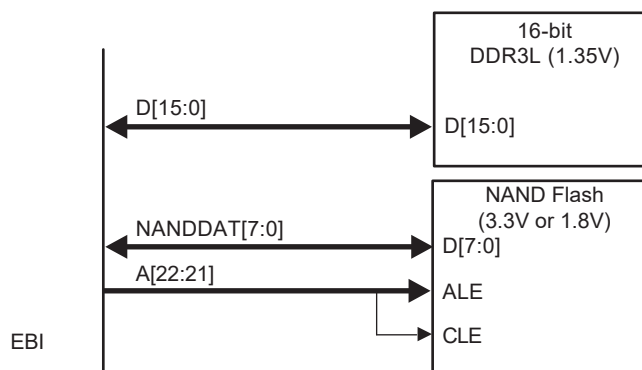 16-bit
DDR3L (1.35V)
D[15:0]
D[15:0]
NAND Flash
(3.3V or 1.8V)
NANDDAT[7:0]
D[7:0]
A[22:21]
ALE
CLE
EBI